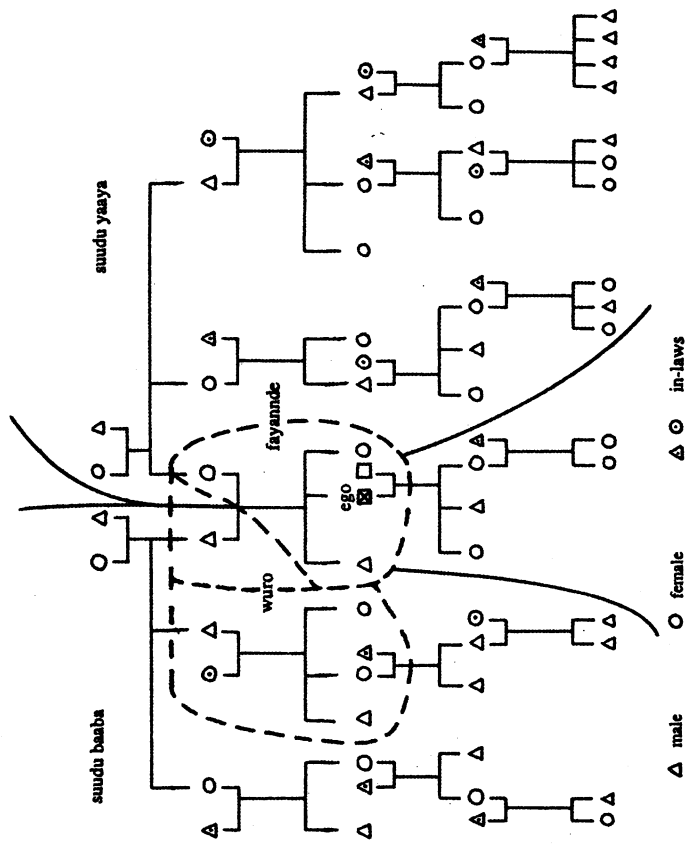 suudu baaba
suudu yaaya
wuro
fayannde
ego
male
female
in-laws